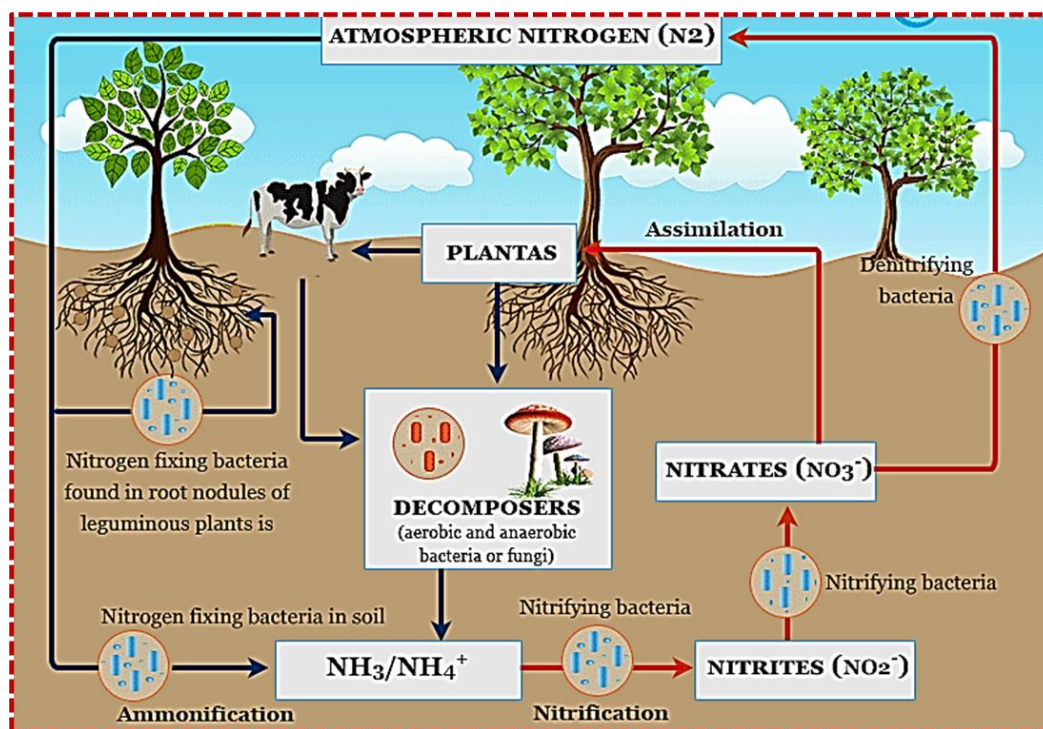 ATMOSPHERIC NITROGEN (N2)
Assimilation
PLANTAS
Denitrifying
bacteria
Nitrogen fixing bacteria
found in root nodules of
leguminous plants is
DECOMPOSERS
(aerobic and anaerobic
bacteria or fungi)
NITRATES (NO3⁻)
Nitrifying bacteria
Nitrogen fixing bacteria in soil
Nitrifying bacteria
NH₃/NH₄⁺
NITRITES (NO2⁻)
Ammonification
Nitrification